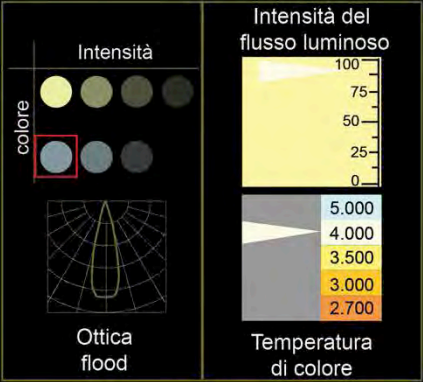 Intensità
colore
Ottica
flood
Intensità del
flusso luminoso
100
75
50
25
0
5.000
4.000
3.500
3.000
2.700
Temperatura
di colore